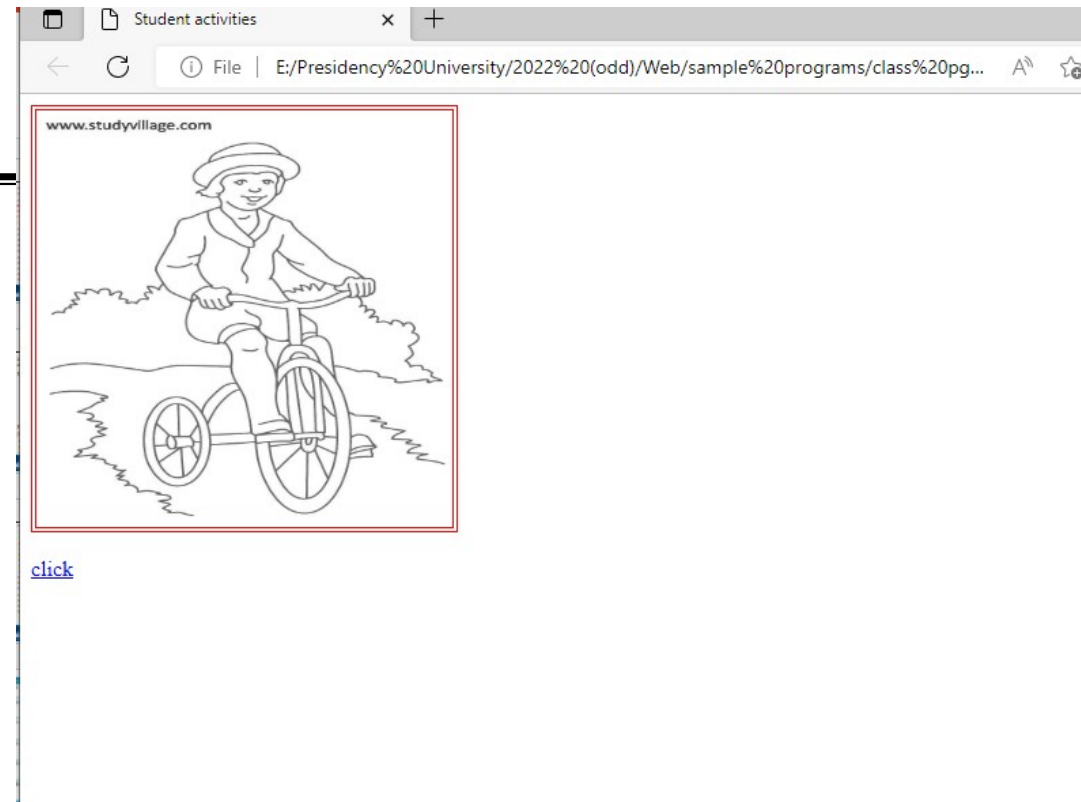 Student activities
File | E:/Presidency%20University/2022%20(odd)/Web/sample%20programs/class%20pg...
www.studyvillage.com
click